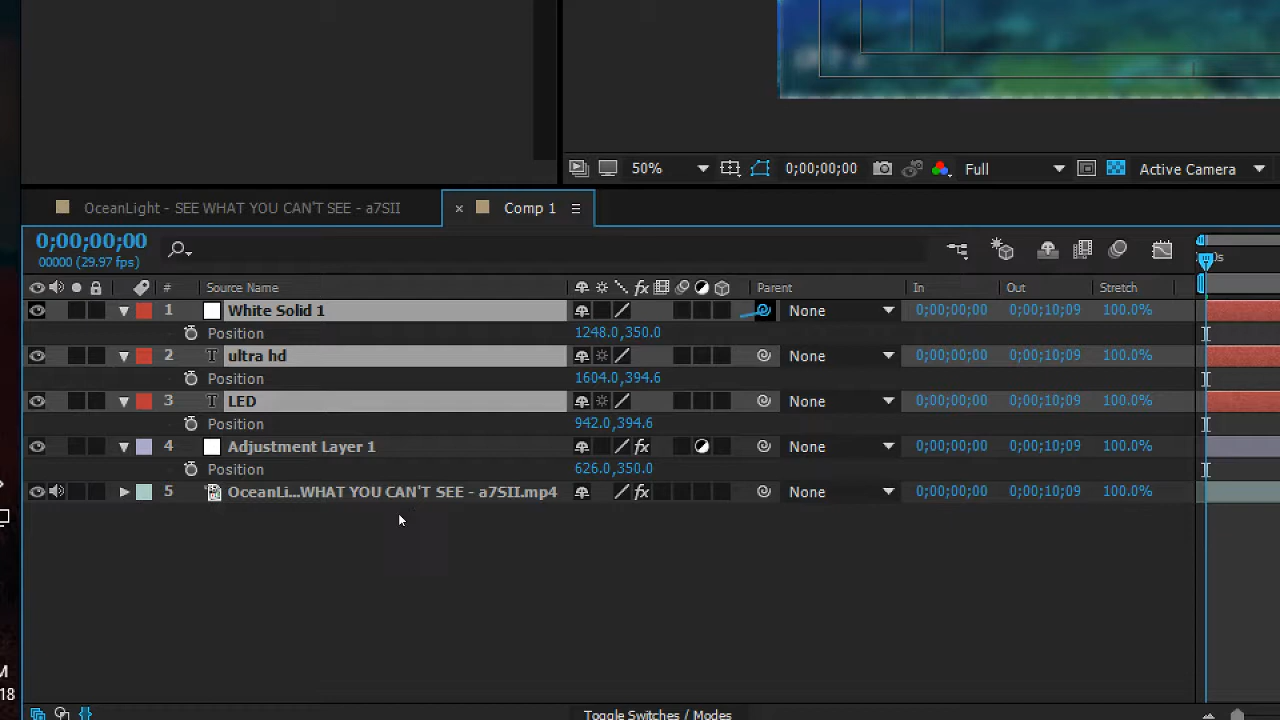 50% 0;00;00;00 Full Active Camera
OceanLight - SEE WHAT YOU CAN'T SEE - a7SII × Comp 1
0;00;00;00
00000 (29.97 fps)
# Source Name fx Parent In Out Stretch
1 White Solid 1 None 0;00;00;00 0;00;10;09 100.0%
Position 1248.0,350.0
2 T ultra hd None 0;00;00;00 0;00;10;09 100.0%
Position 1604.0,394.6
3 T LED None 0;00;00;00 0;00;10;09 100.0%
Position 942.0,394.6
4 Adjustment Layer 1 fx None 0;00;00;00 0;00;10;09 100.0%
Position 626.0,350.0
5 OceanLi...WHAT YOU CAN'T SEE - a7SII.mp4 fx None 0;00;00;00 0;00;10;09 100.0%
M
18
Toggle Switches / Modes